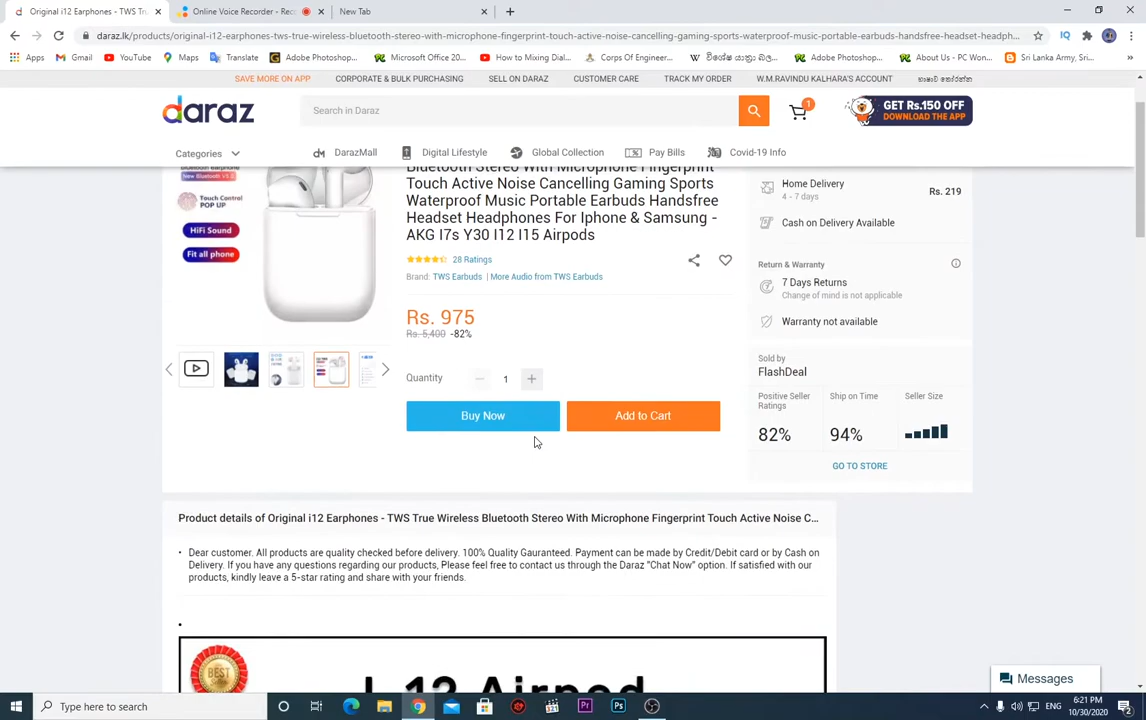 Original i12 Earphones - TWS Tru
Online Voice Recorder - Rec
New Tab
daraz.lk/products/original-i12-earphones-tws-true-wireless-bluetooth-stereo-with-microphone-fingerprint-touch-active-noise-cancelling-gaming-sports-waterproof-music-portable-earbuds-handsfree-headset-headph...
Apps
Gmail
YouTube
Maps
Translate
Adobe Photoshop...
Microsoft Office 20...
How to Mixing Dial...
Corps Of Engineer...
Adobe Photoshop...
About Us - PC Won...
Sri Lanka Army, Sri...
SAVE MORE ON APP
CORPORATE & BULK PURCHASING
SELL ON DARAZ
CUSTOMER CARE
TRACK MY ORDER
W.M.RAVINDU KALHARA'S ACCOUNT
daraz
Search in Daraz
1
GET Rs.150 OFF
DOWNLOAD THE APP
Categories
DarazMall
Digital Lifestyle
Global Collection
Pay Bills
Covid-19 Info
Touch Control
POP UP
HiFi Sound
Fit all phone
Bluetooth Stereo With Microphone Fingerprint
Touch Active Noise Cancelling Gaming Sports
Waterproof Music Portable Earbuds Handsfree
Headset Headphones For Iphone & Samsung -
AKG I7s Y30 I12 I15 Airpods
28 Ratings
Brand: TWS Earbuds | More Audio from TWS Earbuds
Rs. 975
Rs. 5,400 -82%
Quantity
1
Buy Now
Add to Cart
Home Delivery
Rs. 219
4 - 7 days
Cash on Delivery Available
Return & Warranty
7 Days Returns
Change of mind is not applicable
Warranty not available
Sold by
FlashDeal
Positive Seller
Ratings
Ship on Time
Seller Size
82%
94%
GO TO STORE
Product details of Original i12 Earphones - TWS True Wireless Bluetooth Stereo With Microphone Fingerprint Touch Active Noise C...
Dear customer. All products are quality checked before delivery. 100% Quality Gauranteed. Payment can be made by Credit/Debit card or by Cash on
Delivery. If you have any questions regarding our products, Please feel free to contact us through the Daraz "Chat Now" option. If satisfied with our
products, kindly leave a 5-star rating and share with your friends.
BEST
I-12 Airpod
Messages
Type here to search
ENG
6:21 PM
10/30/2020
2